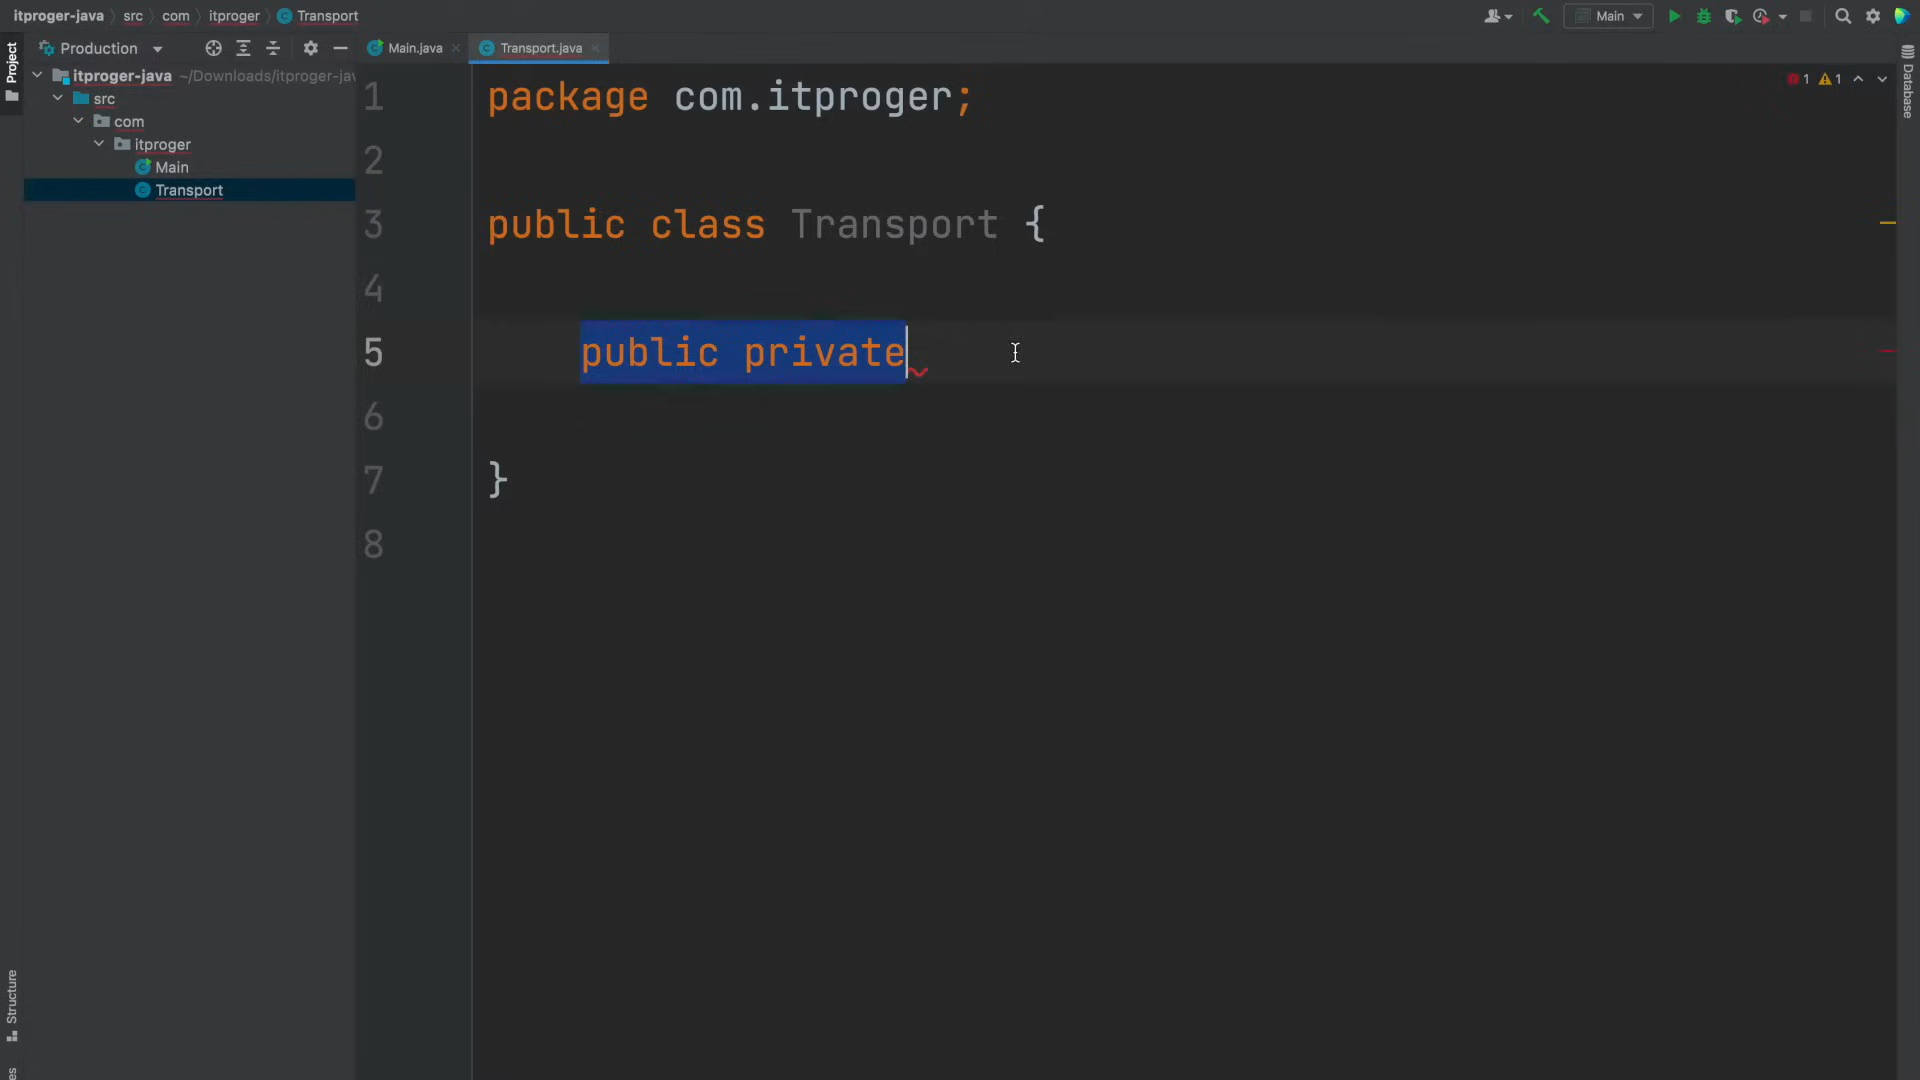 itproger-java src com itproger Transport
Main
Production
Main.java
Transport.java
Project
itproger-java ~/Downloads/itproger-jav
src
com
itproger
Main
Transport
1 package com.itproger;
2
3 public class Transport {
4
5 public private
6
7 }
8
1 1
Database
Structure
es